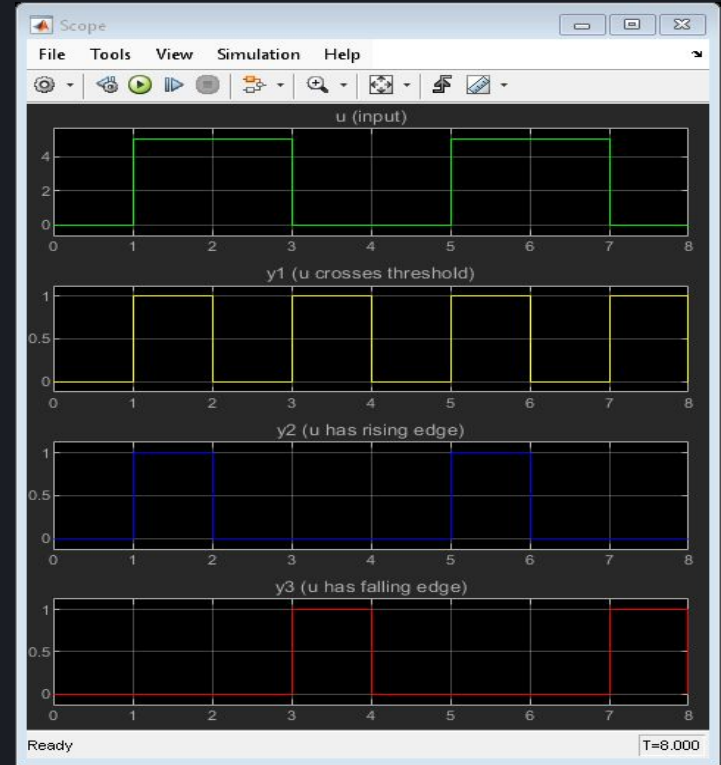 Scope
File Tools View Simulation Help
u (input)
4
2
0
0 1 2 3 4 5 6 7 8
y1 (u crosses threshold)
1
0.5
0
0 1 2 3 4 5 6 7 8
y2 (u has rising edge)
1
0.5
0
0 1 2 3 4 5 6 7 8
y3 (u has falling edge)
1
0.5
0
0 1 2 3 4 5 6 7 8
Ready T=8.000